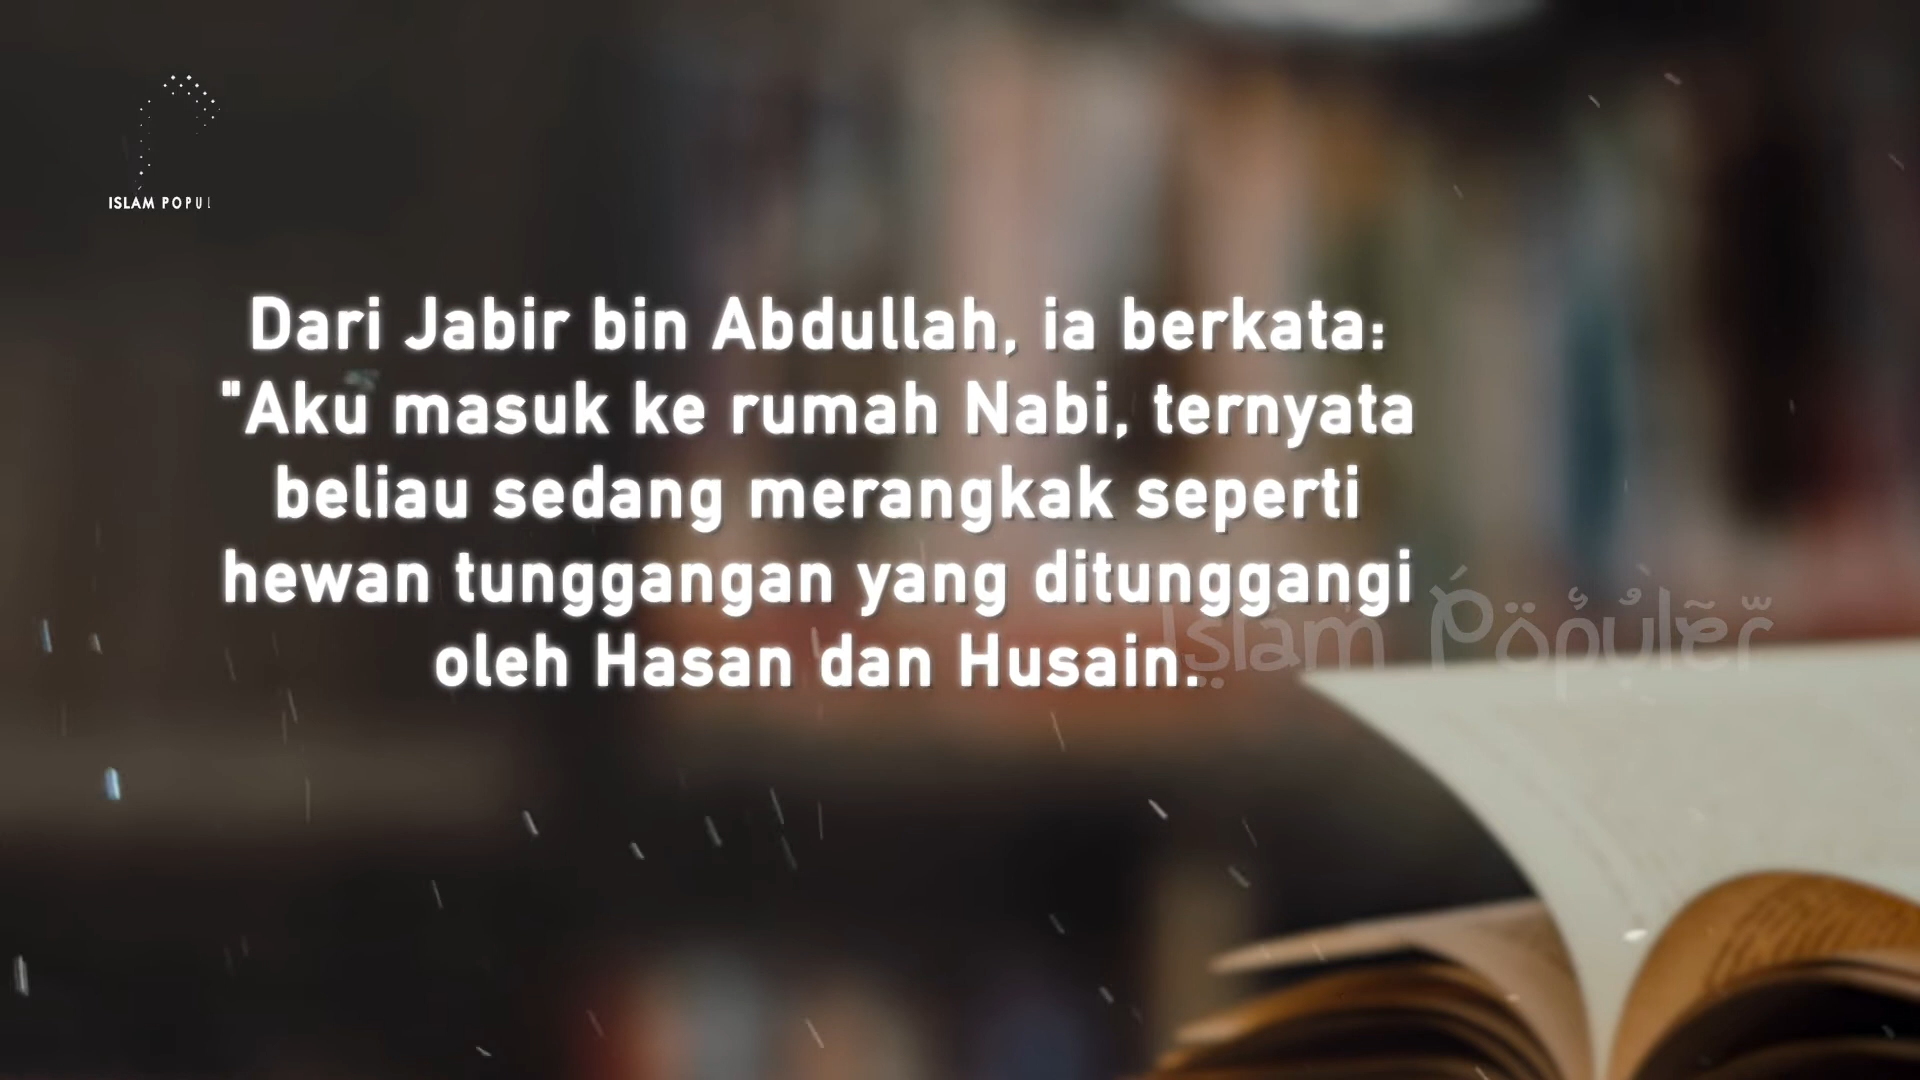 ISLAM POPUL
Dari Jabir bin Abdullah, ia berkata:
"Aku masuk ke rumah Nabi, ternyata
beliau sedang merangkak seperti
hewan tunggangan yang ditunggangi
oleh Hasan dan Husain.
Islam Populer